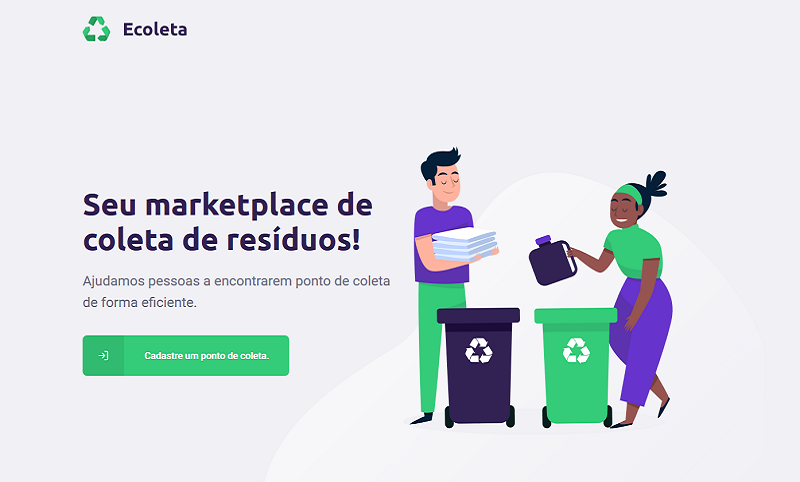 Ecoleta
Seu marketplace de
coleta de resíduos!
Ajudamos pessoas a encontrarem ponto de coleta
de forma eficiente.
Cadastre um ponto de coleta.